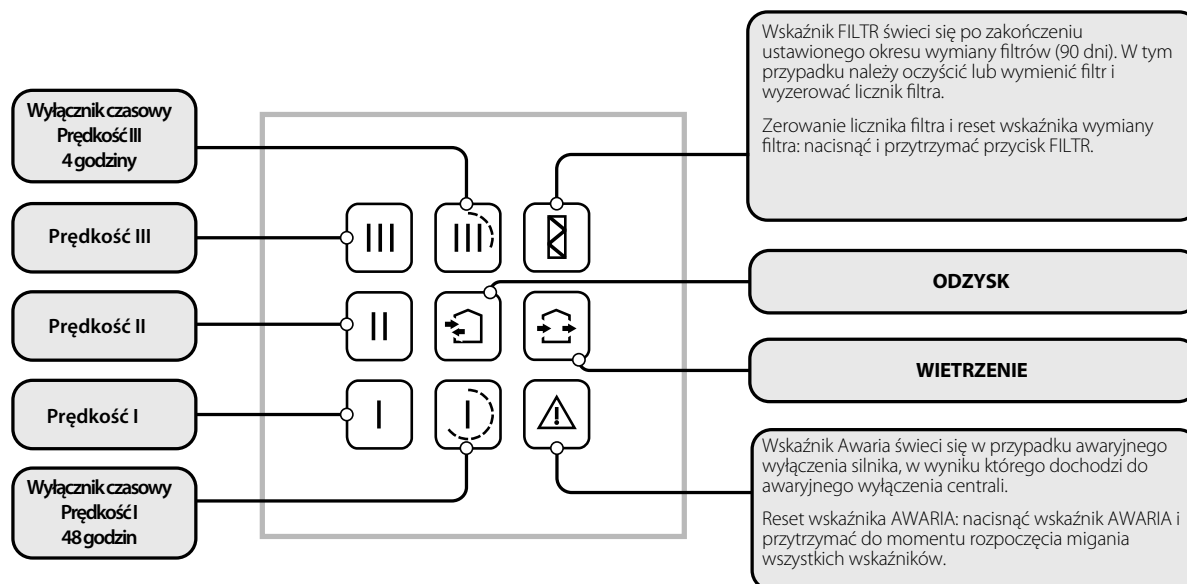 Wyłącznik czasowy
Prędkość III
4 godziny
Prędkość III
Prędkość II
Prędkość I
Wyłącznik czasowy
Prędkość I
48 godzin
III
III
II
I
I
Wskaźnik FILTR świeci się po zakończeniu
ustawionego okresu wymiany filtrów (90 dni). W tym
przypadku należy oczyścić lub wymienić filtr i
wyzerować licznik filtra.
Zerowanie licznika filtra i reset wskaźnika wymiany
filtra: nacisnąć i przytrzymać przycisk FILTR.
ODZYSK
WIETRZENIE
Wskaźnik Awaria świeci się w przypadku awaryjnego
wyłączenia silnika, w wyniku którego dochodzi do
awaryjnego wyłączenia centrali.
Reset wskaźnika AWARIA: nacisnąć wskaźnik AWARIA i
przytrzymać do momentu rozpoczęcia migania
wszystkich wskaźników.